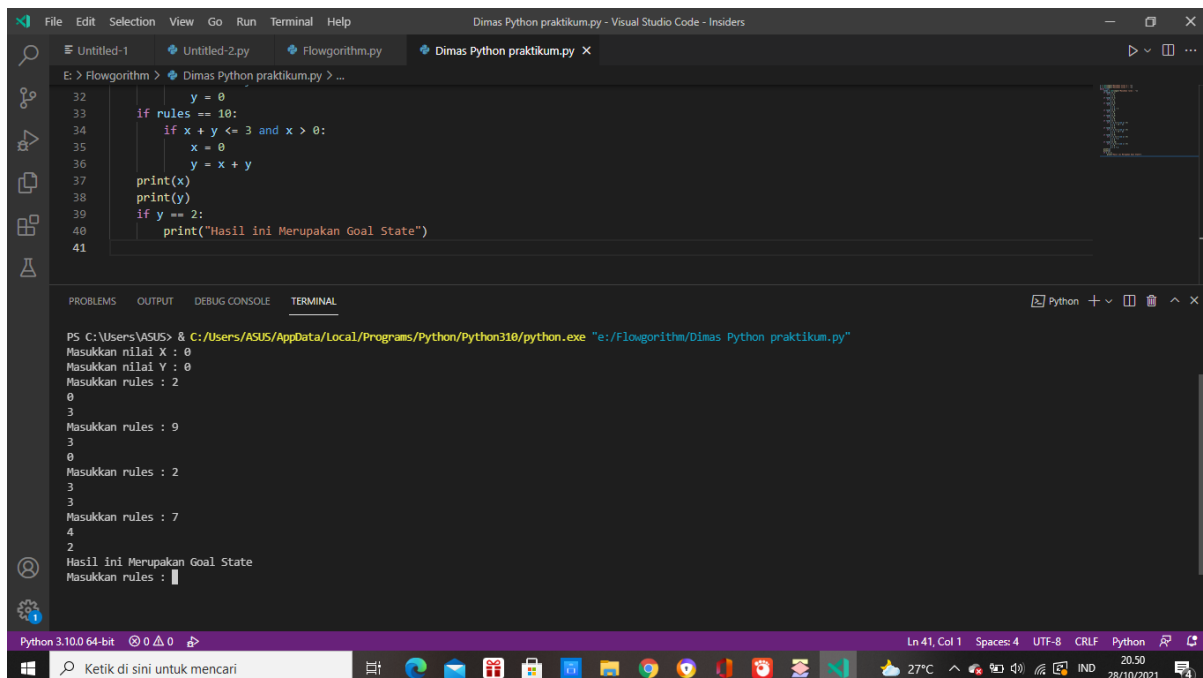 File Edit Selection View Go Run Terminal Help Dimas Python praktikum.py - Visual Studio Code - Insiders
Untitled-1 Untitled-2.py Flowgorithm.py Dimas Python praktikum.py
E: > Flowgorithm > Dimas Python praktikum.py > ...
32 y = 0
33 if rules == 10:
34 if x + y <= 3 and x > 0:
35 x = 0
36 y = x + y
37 print(x)
38 print(y)
39 if y == 2:
40 print("Hasil ini Merupakan Goal State")
41
PROBLEMS OUTPUT DEBUG CONSOLE TERMINAL Python
PS C:\Users\ASUS> & C:/Users/ASUS/AppData/Local/Programs/Python/Python310/python.exe "e:/Flowgorithm/Dimas Python praktikum.py"
Masukkan nilai X : 0
Masukkan nilai Y : 0
Masukkan rules : 2
0
3
Masukkan rules : 9
3
0
Masukkan rules : 2
3
3
Masukkan rules : 7
4
2
Hasil ini Merupakan Goal State
Masukkan rules :
1
Python 3.10.0 64-bit 0 0 Ln 41, Col 1 Spaces: 4 UTF-8 CRLF Python
Ketik di sini untuk mencari 27°C IND 20.50
28/10/2021 4